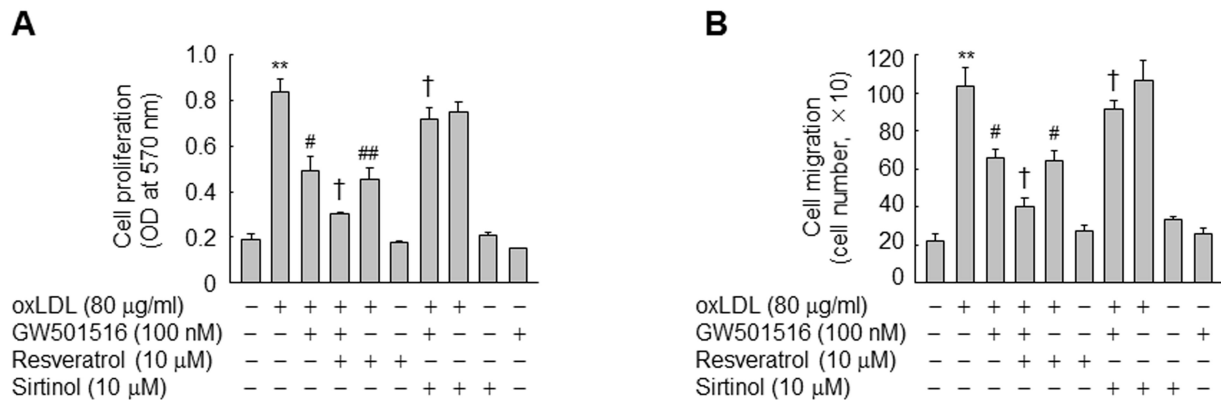 A
Cell proliferation
(OD at 570 nm)
1.0
0.8
0.6
0.4
0.2
0
**
#
†
##
†
oxLDL (80 μg/ml) − + + + + − + + − −
GW501516 (100 nM) − − + + − − + − − +
Resveratrol (10 μM) − − − + + + − − − −
Sirtinol (10 μM) − − − − − − + + + −
B
Cell migration
(cell number, ×10)
120
100
80
60
40
20
0
**
#
†
#
†
oxLDL (80 μg/ml) − + + + + − + + − −
GW501516 (100 nM) − − + + − − + − − +
Resveratrol (10 μM) − − − + + + − − − −
Sirtinol (10 μM) − − − − − − + + + −